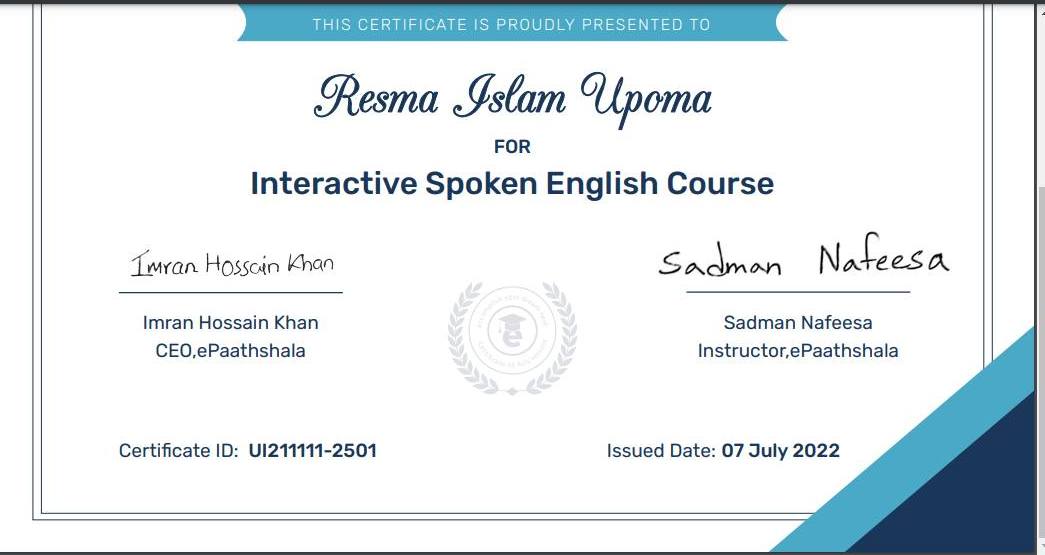 THIS CERTIFICATE IS PROUDLY PRESENTED TO
Resma Islam Upoma
FOR
Interactive Spoken English Course
Imran Hossain Khan
Sadman Nafeesa
Imran Hossain Khan
CEO,ePaathshala
Sadman Nafeesa
Instructor,ePaathshala
Certificate ID: UI211111-2501
Issued Date: 07 July 2022